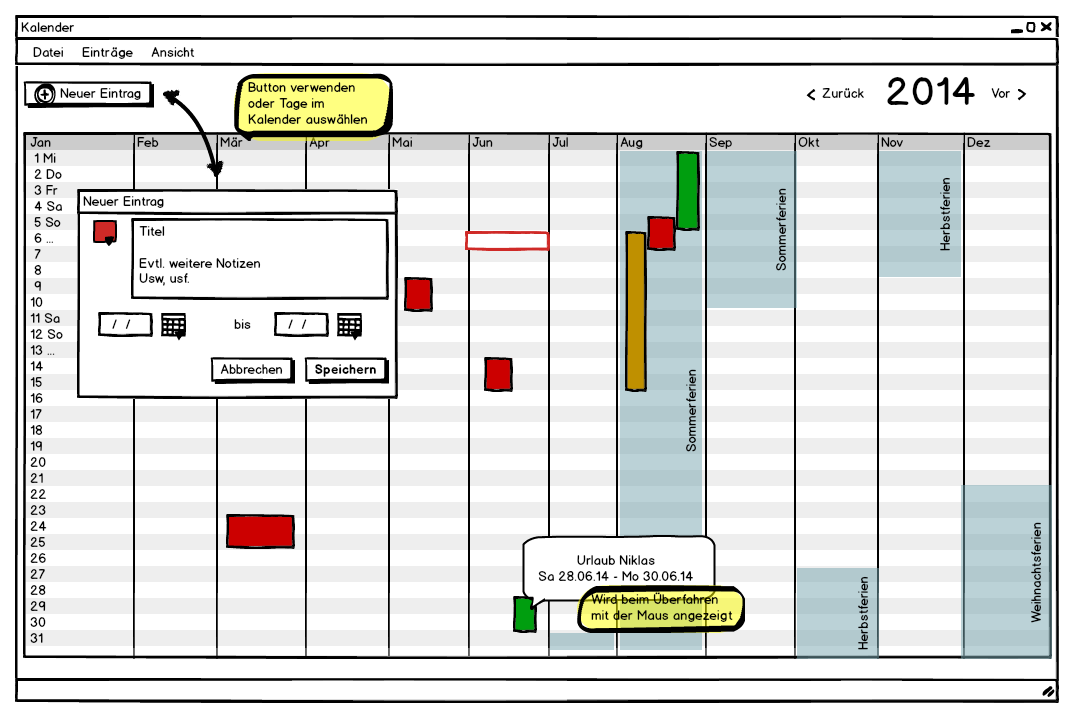 Kalender
Datei Einträge Ansicht
Neuer Eintrag
Button verwenden
oder Tage im
Kalender auswählen
Zurück 2014 Vor
Jan Feb Mär Apr Mai Jun Jul Aug Sep Okt Nov Dez
1 Mi
2 Do
3 Fr
4 Sa
5 So
6 ...
7
8
9
10
11 Sa
12 So
13 ...
14
15
16
17
18
19
20
21
22
23
24
25
26
27
28
29
30
31
Neuer Eintrag
Titel
Evtl. weitere Notizen
Usw, usf.
/ / bis / /
Abbrechen Speichern
Sommerferien
Sommerferien
Herbstferien
Herbstferien
Weihnachtsferien
Urlaub Niklas
Sa 28.06.14 - Mo 30.06.14
Wird beim Überfahren
mit der Maus angezeigt